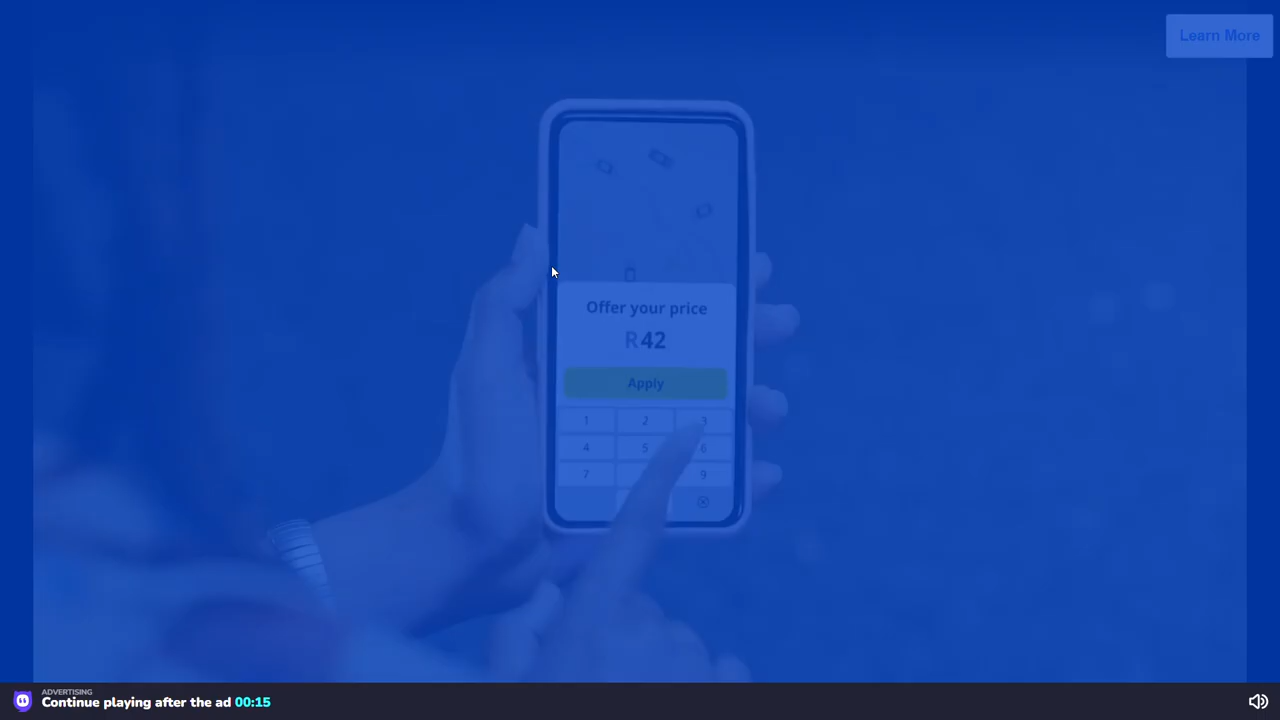 Learn More
Offer your price
R42
Apply
1 2 3
4 5 6
7 9
ADVERTISING
Continue playing after the ad 00:15